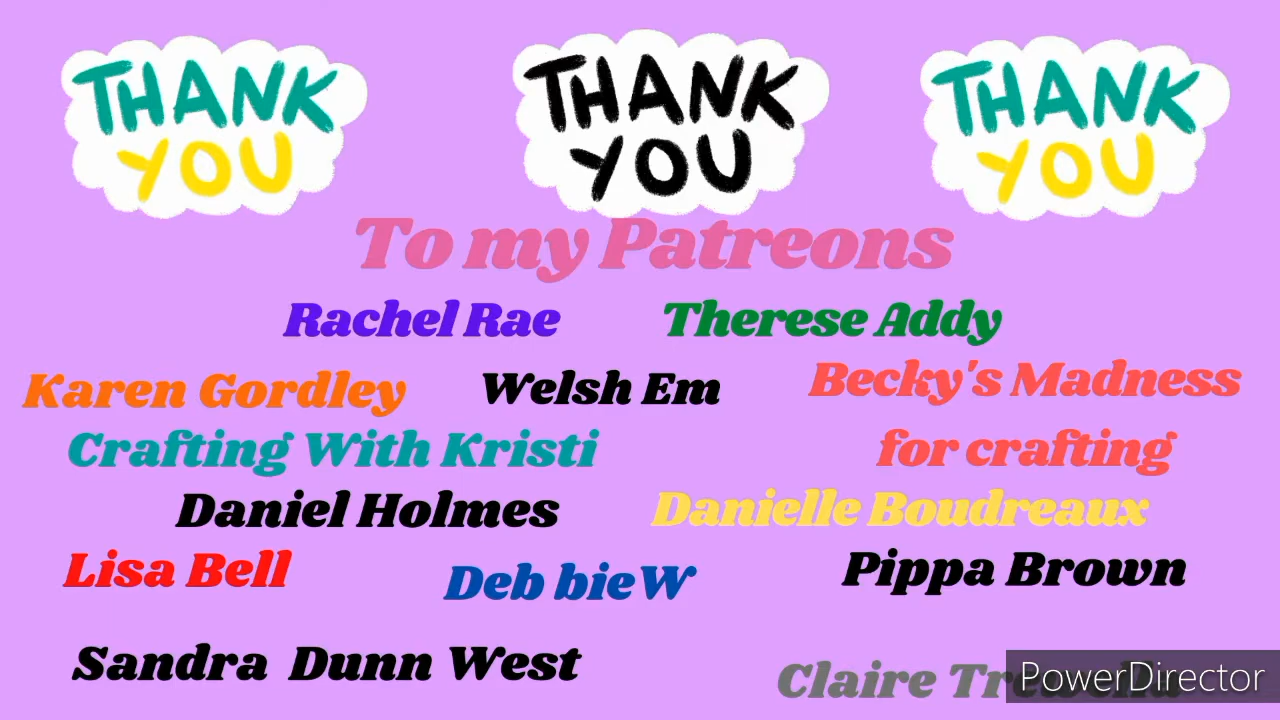 THANK YOU
THANK YOU
THANK YOU
To my Patreons
Rachel Rae
Therese Addy
Karen Gordley
Welsh Em
Becky's Madness
for crafting
Crafting With Kristi
Daniel Holmes
Danielle Boudreaux
Lisa Bell
Deb bieW
Pippa Brown
Sandra Dunn West
Claire
PowerDirector